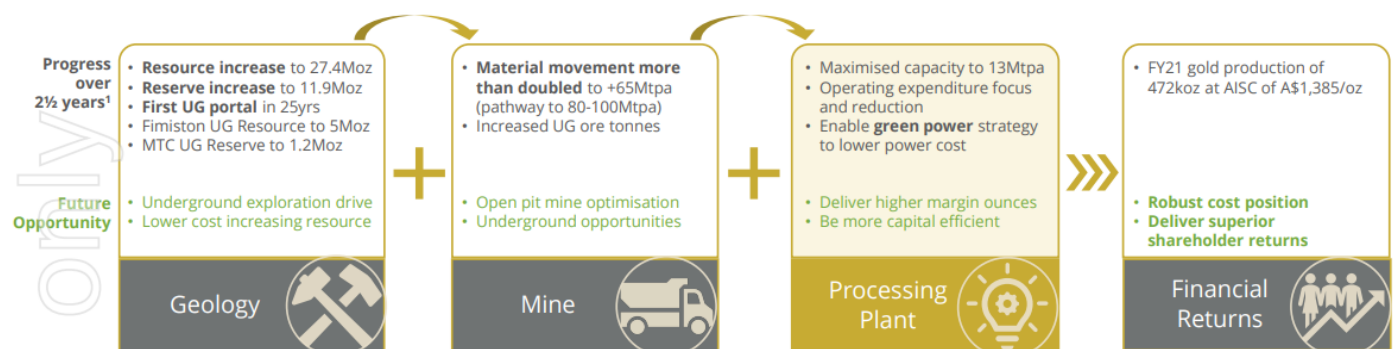 Progress
over
2½ years¹
• Resource increase to 27.4Moz
• Reserve increase to 11.9Moz
• First UG portal in 25yrs
• Fimiston UG Resource to 5Moz
• MTC UG Reserve to 1.2Moz
Future
Opportunity
• Underground exploration drive
• Lower cost increasing resource
Geology
• Material movement more
than doubled to +65Mtpa
(pathway to 80-100Mtpa)
• Increased UG ore tonnes
• Open pit mine optimisation
• Underground opportunities
Mine
• Maximised capacity to 13Mtpa
• Operating expenditure focus
and reduction
• Enable green power strategy
to lower power cost
• Deliver higher margin ounces
• Be more capital efficient
Processing
Plant
• FY21 gold production of
472koz at AISC of A$1,385/oz
• Robust cost position
• Deliver superior
shareholder returns
Financial
Returns
only